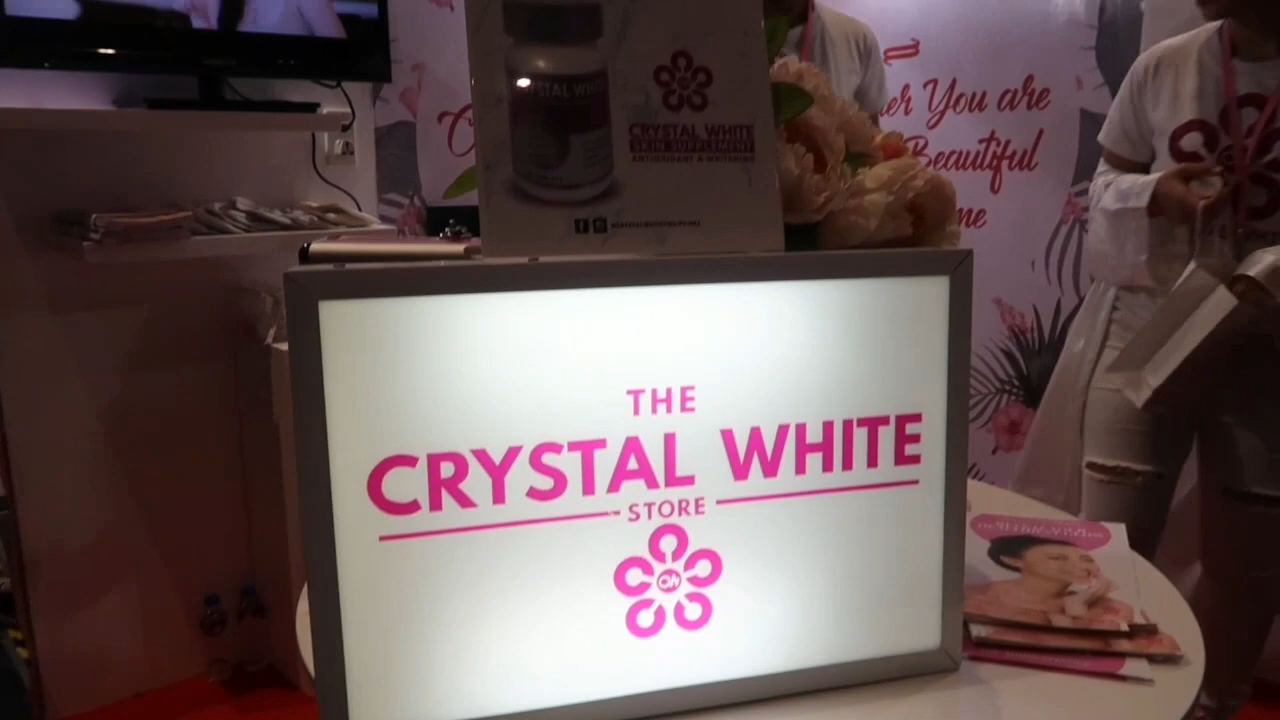 CRYSTAL WHITE
SKIN SUPPLEMENT
ANTIOXIDANT & WHITENING
You are
Beautiful
THE
CRYSTAL WHITE
STORE
CW